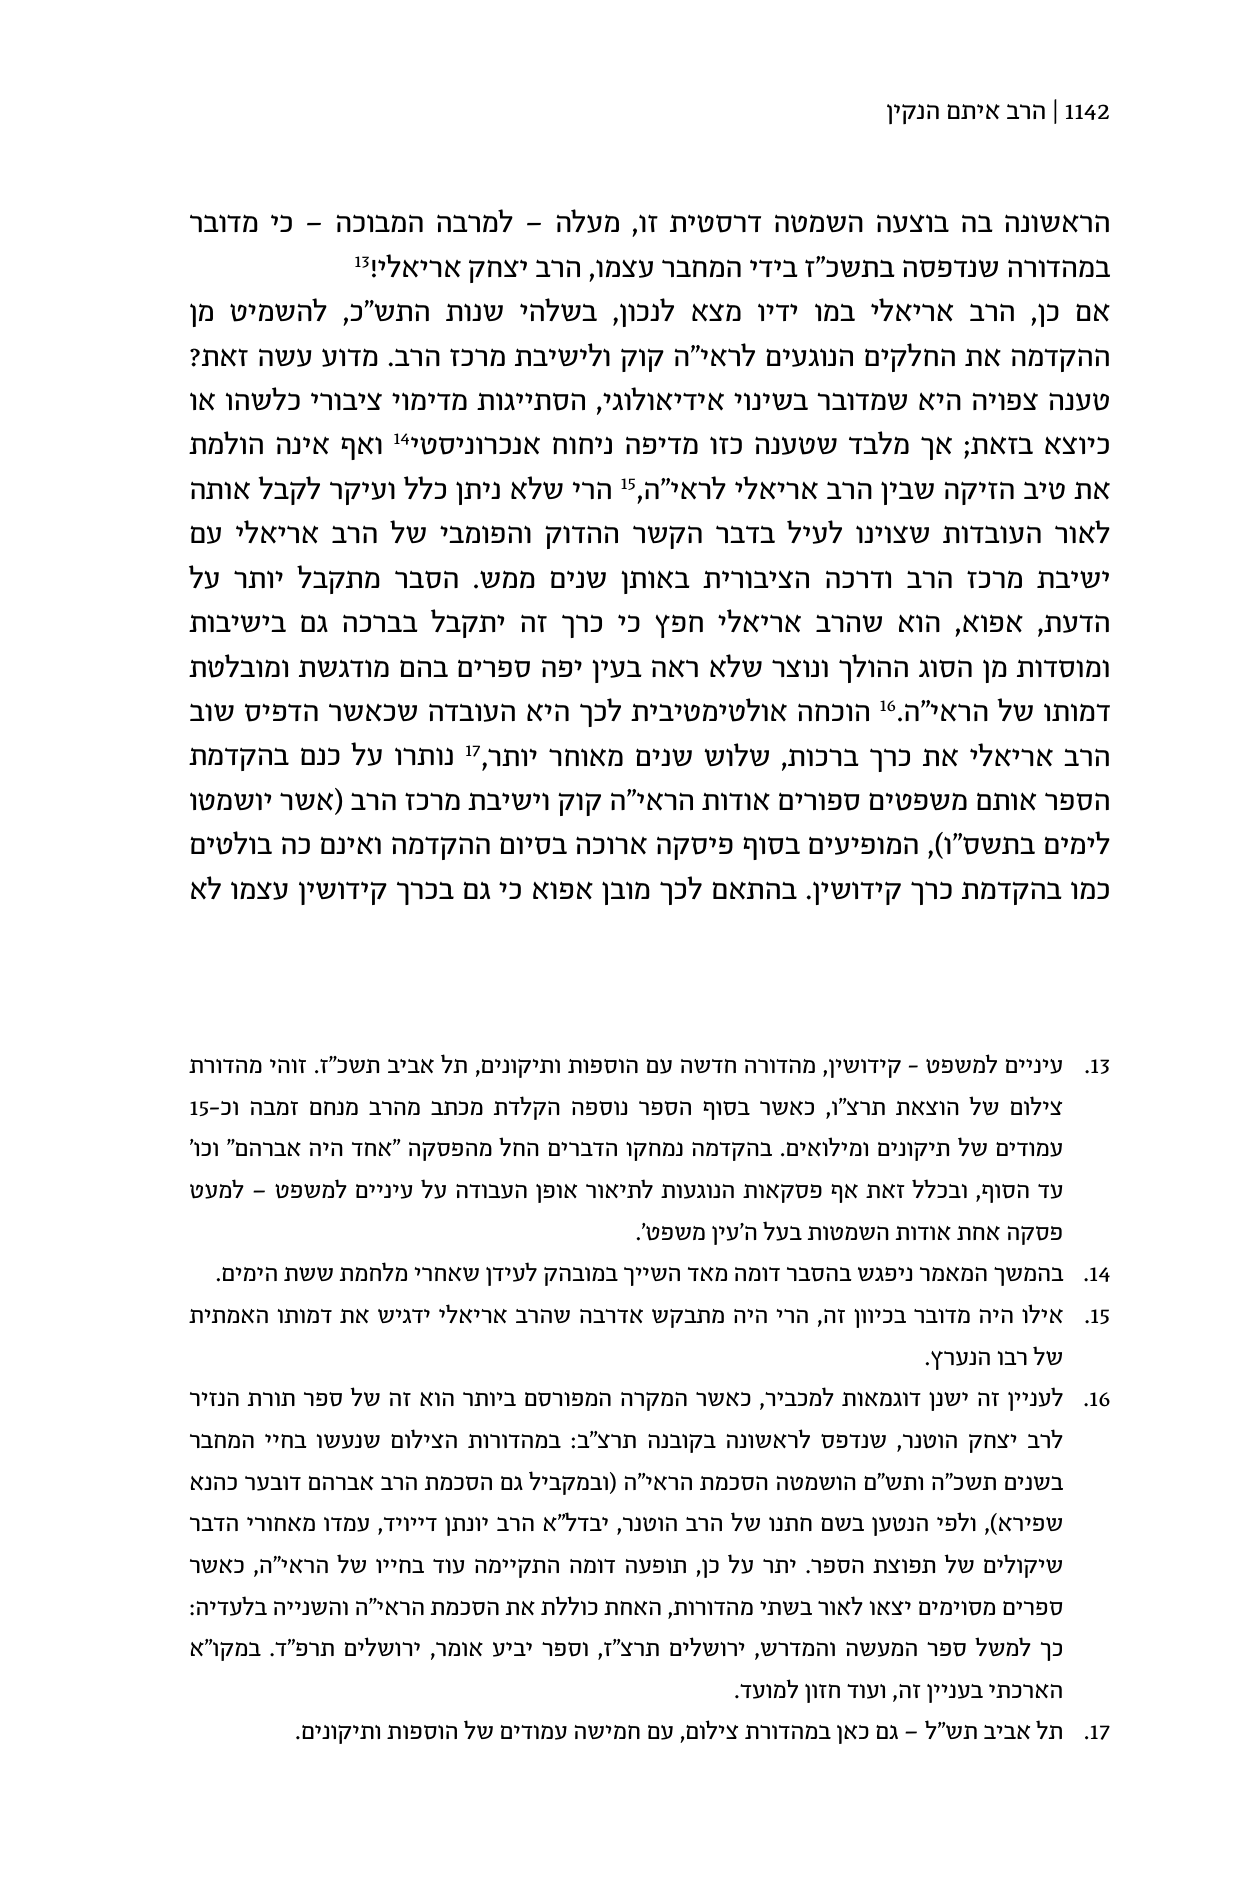 1142 | הרב איתם הנקין
הראשונה בה בוצעה השמטה דרסטית זו, מעלה – למרבה המבוכה – כי מדובר
במהדורה שנדפסה בתשכ”ז בידי המחבר עצמו, הרב יצחק אריאלי!13
אם כן, הרב אריאלי במו ידיו מצא לנכון, בשלהי שנות התש”כ, להשמיט מן
ההקדמה את החלקים הנוגעים לראי”ה קוק ולישיבת מרכז הרב. מדוע עשה זאת?
טענה צפויה היא שמדובר בשינוי אידיאולוגי, הסתייגות מדימוי ציבורי כלשהו או
כיוצא בזאת; אך מלבד שטענה כזו מדיפה ניחוח אנכרוניסטי14 ואף אינה הולמת
את טיב הזיקה שבין הרב אריאלי לראי”ה,15 הרי שלא ניתן כלל ועיקר לקבל אותה
לאור העובדות שצוינו לעיל בדבר הקשר ההדוק והפומבי של הרב אריאלי עם
ישיבת מרכז הרב ודרכה הציבורית באותן שנים ממש. הסבר מתקבל יותר על
הדעת, אפוא, הוא שהרב אריאלי חפץ כי כרך זה יתקבל בברכה גם בישיבות
ומוסדות מן הסוג ההולך ונוצר שלא ראה בעין יפה ספרים בהם מודגשת ומובלטת
דמותו של הראי”ה.16 הוכחה אולטימטיבית לכך היא העובדה שכאשר הדפיס שוב
הרב אריאלי את כרך ברכות, שלוש שנים מאוחר יותר,17 נותרו על כנם בהקדמת
הספר אותם משפטים ספורים אודות הראי”ה קוק וישיבת מרכז הרב (אשר יושמטו
לימים בתשס”ו), המופיעים בסוף פיסקה ארוכה בסיום ההקדמה ואינם כה בולטים
כמו בהקדמת כרך קידושין. בהתאם לכך מובן אפוא כי גם בכרך קידושין עצמו לא
13. עיניים למשפט – קידושין, מהדורה חדשה עם הוספות ותיקונים, תל אביב תשכ”ז. זוהי מהדורת
צילום של הוצאת תרצ”ו, כאשר בסוף הספר נוספה הקלדת מכתב מהרב מנחם זמבה וכ–15
עמודים של תיקונים ומילואים. בהקדמה נמחקו הדברים החל מהפסקה ”אחד היה אברהם” וכו’
עד הסוף, ובכלל זאת אף פסקאות הנוגעות לתיאור אופן העבודה על עיניים למשפט – למעט
פסקה אחת אודות השמטות בעל ה’עין משפט’.
14. בהמשך המאמר ניפגש בהסבר דומה מאד השייך במובהק לעידן שאחרי מלחמת ששת הימים.
15. אילו היה מדובר בכיוון זה, הרי היה מתבקש אדרבה שהרב אריאלי ידגיש את דמותו האמתית
של רבו הנערץ.
16. לעניין זה ישנן דוגמאות למכביר, כאשר המקרה המפורסם ביותר הוא זה של ספר תורת הנזיר
לרב יצחק הוטנר, שנדפס לראשונה בקובנה תרצ”ב: במהדורות הצילום שנעשו בחיי המחבר
בשנים תשכ”ה ותש”ם הושמטה הסכמת הראי”ה (ובמקביל גם הסכמת הרב אברהם דובער כהנא
שפירא), ולפי הנטען בשם חתנו של הרב הוטנר, יבדל”א הרב יונתן דייויד, עמדו מאחורי הדבר
שיקולים של תפוצת הספר. יתר על כן, תופעה דומה התקיימה עוד בחייו של הראי”ה, כאשר
ספרים מסוימים יצאו לאור בשתי מהדורות, האחת כוללת את הסכמת הראי”ה והשנייה בלעדיה:
כך למשל ספר המעשה והמדרש, ירושלים תרצ”ז, וספר יביע אומר, ירושלים תרפ”ד. במקו”א
הארכתי בעניין זה, ועוד חזון למועד.
17. תל אביב תש”ל – גם כאן במהדורת צילום, עם חמישה עמודים של הוספות ותיקונים.